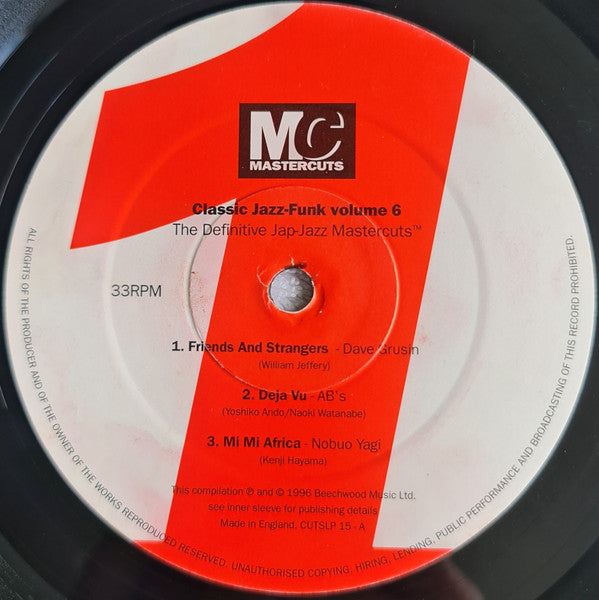 MC
MASTERCUTS
Classic Jazz-Funk volume 6
The Definitive Jap-Jazz Mastercuts™
33RPM
1. Friends And Strangers - Dave Grusin
(William Jeffery)
2. Deja Vu - AB's
(Yoshiko Ando/Naoki Watanabe)
3. Mi Mi Africa - Nobuo Yagi
(Kenji Hayama)
This compilation ℗ and © 1996 Beechwood Music Ltd.
see inner sleeve for publishing details
Made in England. CUTSLP 15 - A
ALL RIGHTS OF THE PRODUCER AND OF THE OWNER OF THE WORKS REPRODUCED RESERVED. UNAUTHORISED COPYING, HIRING, LENDING, PUBLIC PERFORMANCE AND BROADCASTING OF THIS RECORD PROHIBITED.
1